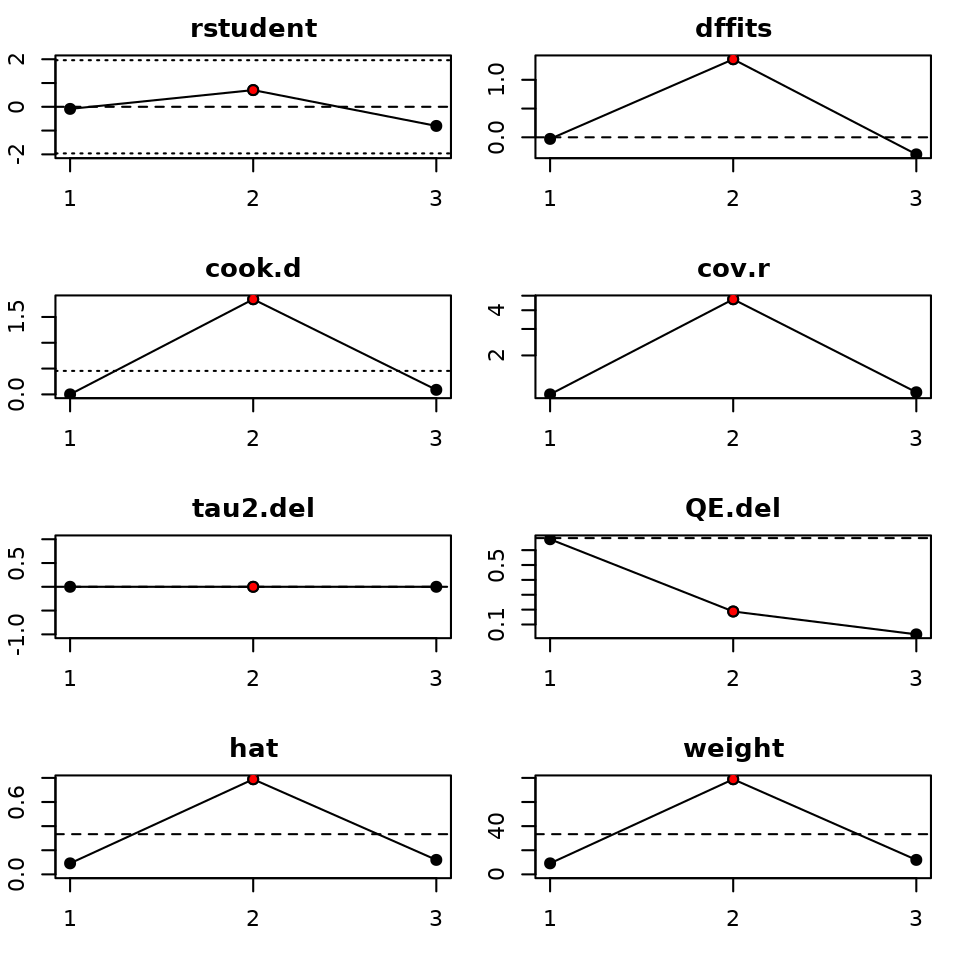 rstudent
-2 0 2
1 2 3
dffits
0.0 1.0
1 2 3
cook.d
0.0 1.5
1 2 3
cov.r
2 4
1 2 3
tau2.del
-1.0 0.5
1 2 3
QE.del
0.1 0.5
1 2 3
hat
0.0 0.6
1 2 3
weight
0 40
1 2 3